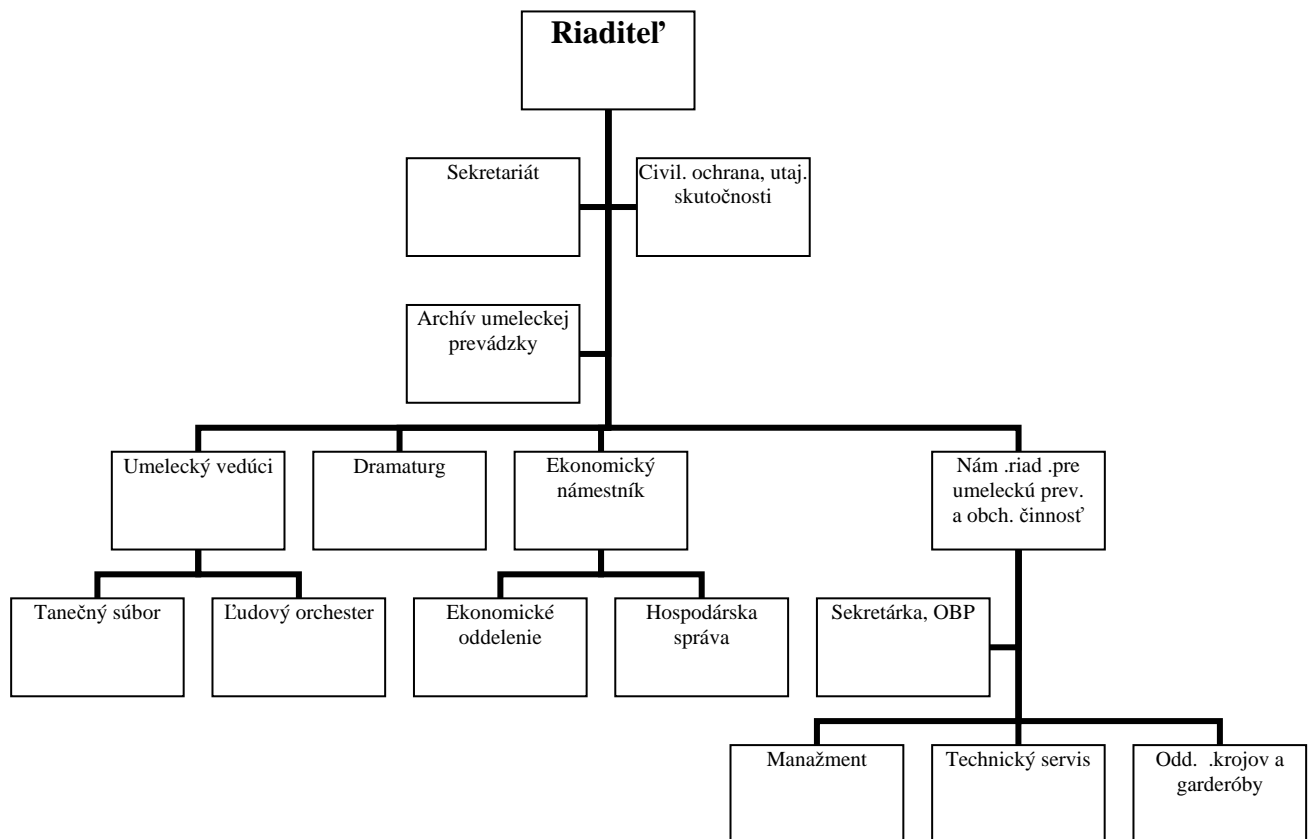 Riaditeľ
Sekretariát
Civil. ochrana, utaj.
skutočnosti
Archív umeleckej
prevádzky
Umelecký vedúci
Dramaturg
Ekonomický
námestník
Nám .riad .pre
umeleckú prev.
a obch. činnosť
Tanečný súbor
Ľudový orchester
Ekonomické
oddelenie
Hospodárska
správa
Sekretárka, OBP
Manažment
Technický servis
Odd. .krojov a
garderóby